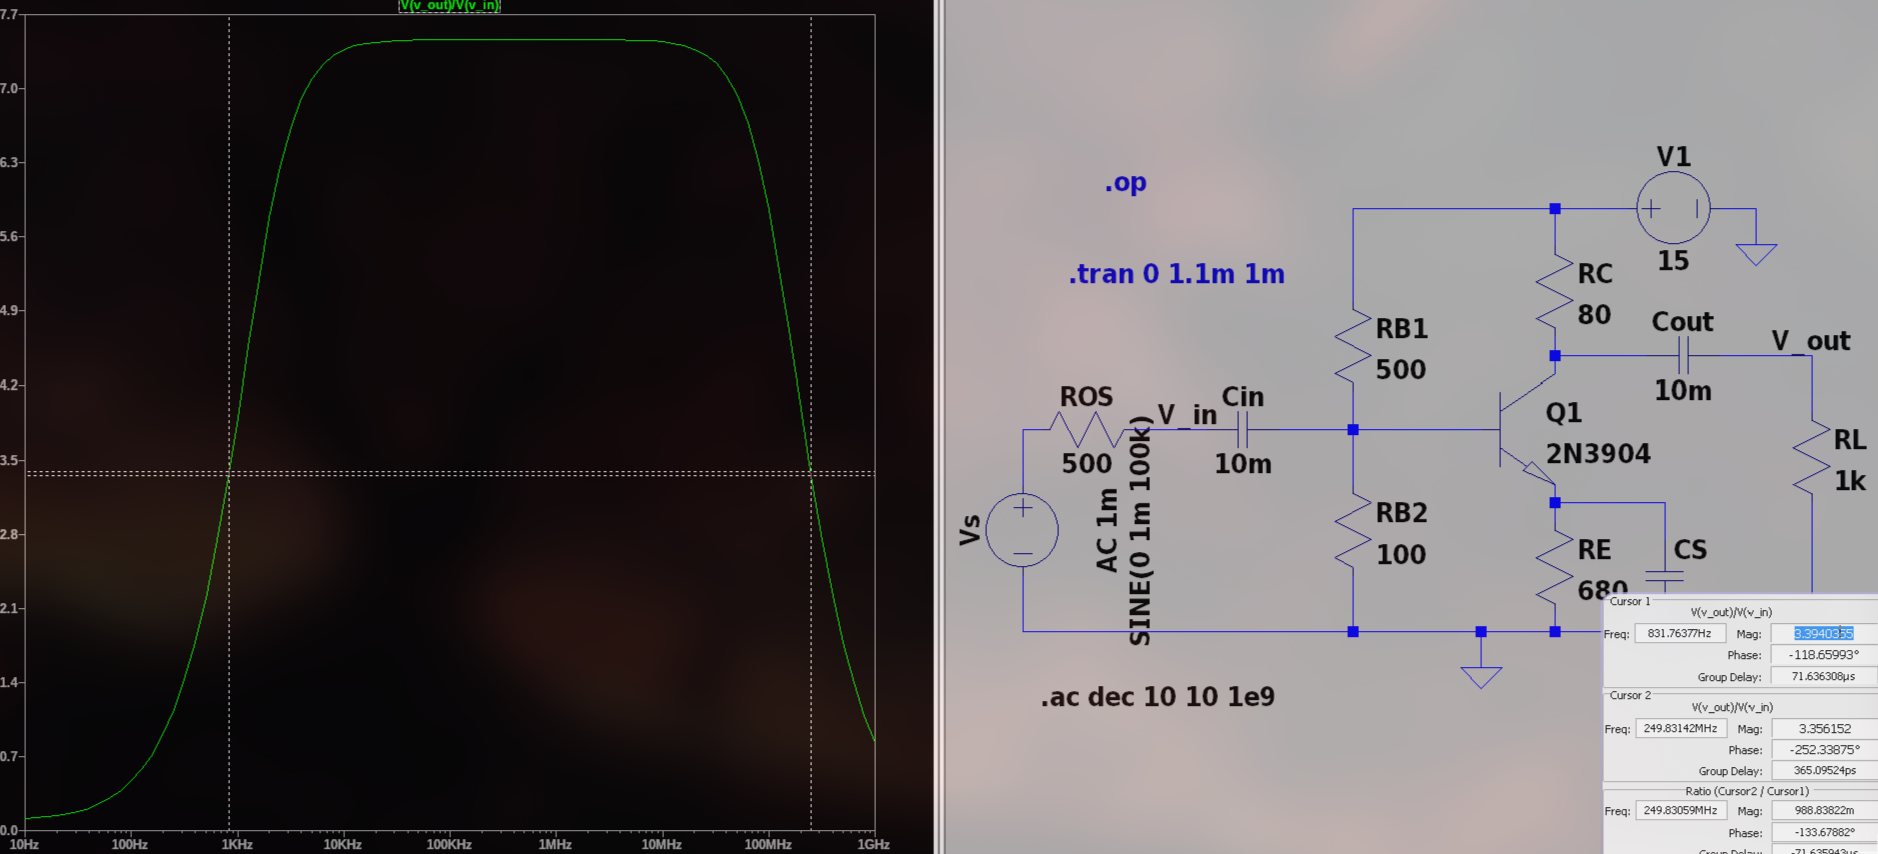 V(v_out)/V(v_in)
7.7
7.0
6.3
5.6
4.9
4.2
3.5
2.8
2.1
1.4
0.7
0.0
10Hz 100Hz 1KHz 10KHz 100KHz 1MHz 10MHz 100MHz 1GHz
.op
.tran 0 1.1m 1m
V1
15
RC
80
Cout
10m
V_out
RB1
500
ROS
500
V_in
Cin
10m
Q1
2N3904
RL
1k
Vs
AC 1m
SINE(0 1m 100k)
RB2
100
RE
680
CS
.ac dec 10 10 1e9
Cursor 1
V(v_out)/V(v_in)
Freq: 831.76377Hz Mag: 3.3940355
Phase: -118.65993°
Group Delay: 71.636308µs
Cursor 2
V(v_out)/V(v_in)
Freq: 249.83142MHz Mag: 3.356152
Phase: -252.33875°
Group Delay: 365.09524ps
Ratio (Cursor2 / Cursor1)
Freq: 249.83059MHz Mag: 988.83822m
Phase: -133.67882°
Group Delay: -71.635943µs